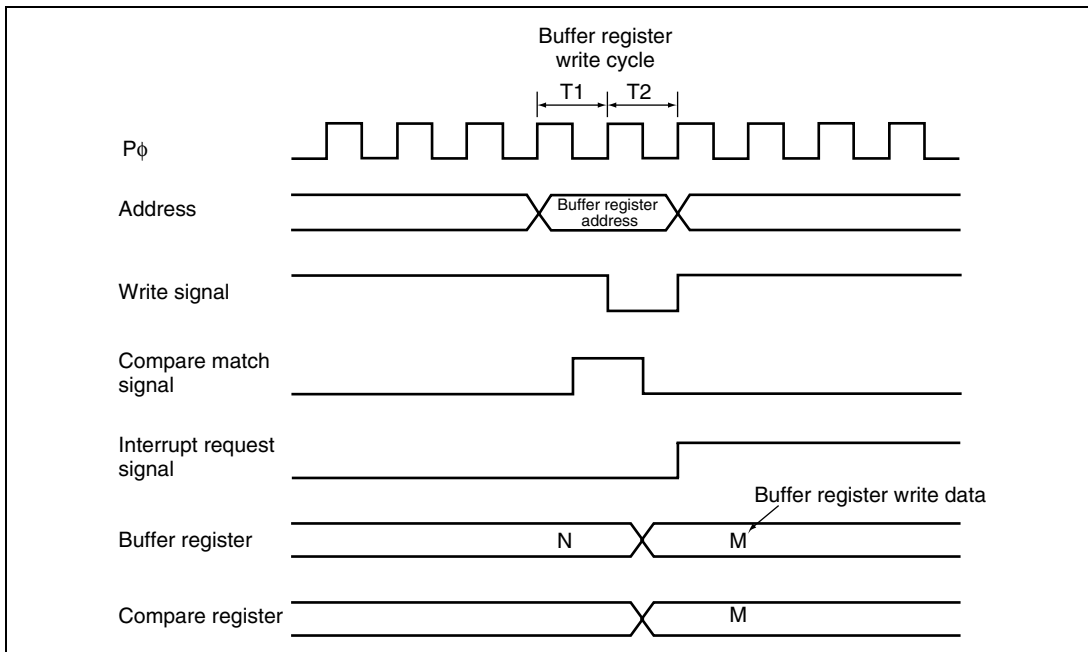 Buffer register
write cycle
T1 T2
Pϕ
Address
Buffer register
address
Write signal
Compare match
signal
Interrupt request
signal
Buffer register write data
Buffer register
N
M
Compare register
M